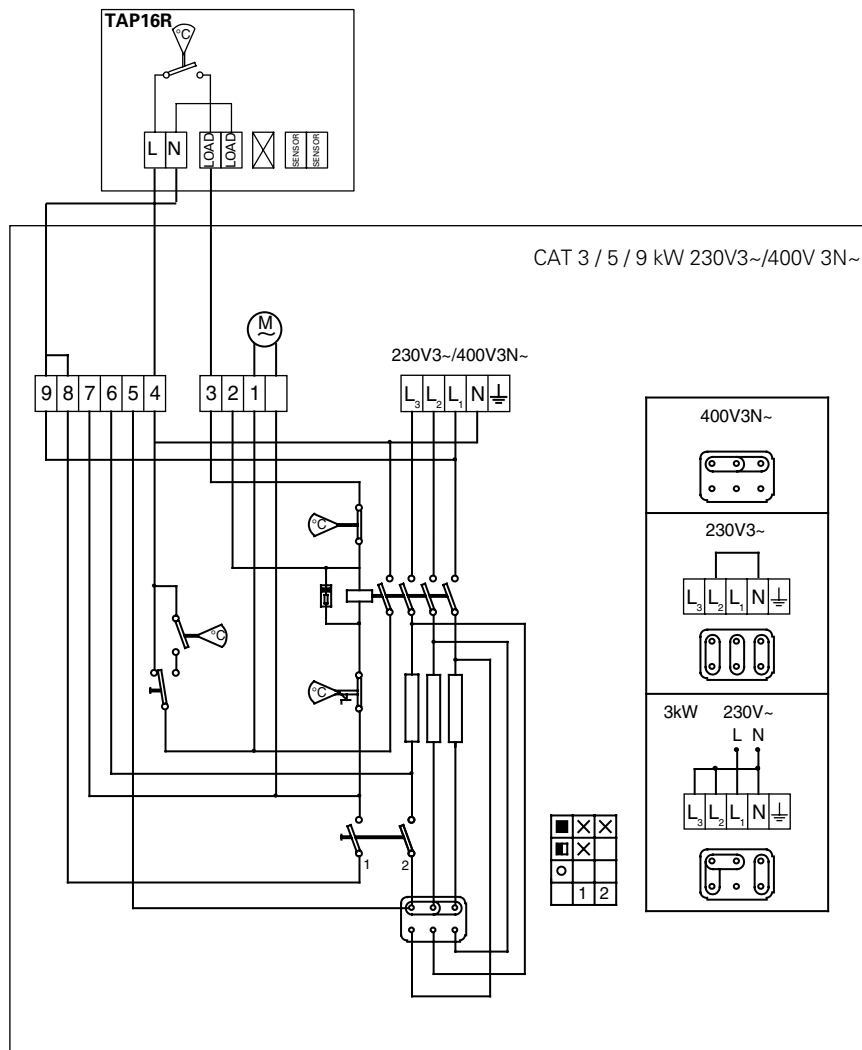 TAP16R
°C
L N LOAD LOAD SENSOR SENSOR
CAT 3 / 5 / 9 kW 230V3~/400V 3N~
M
~
230V3~/400V3N~
9 8 7 6 5 4 3 2 1
L3 L2 L1 N
400V3N~
°C
230V3~
L3 L2 L1 N
°C
°C
3kW 230V~
L N
L3 L2 L1 N
1 2
1 2